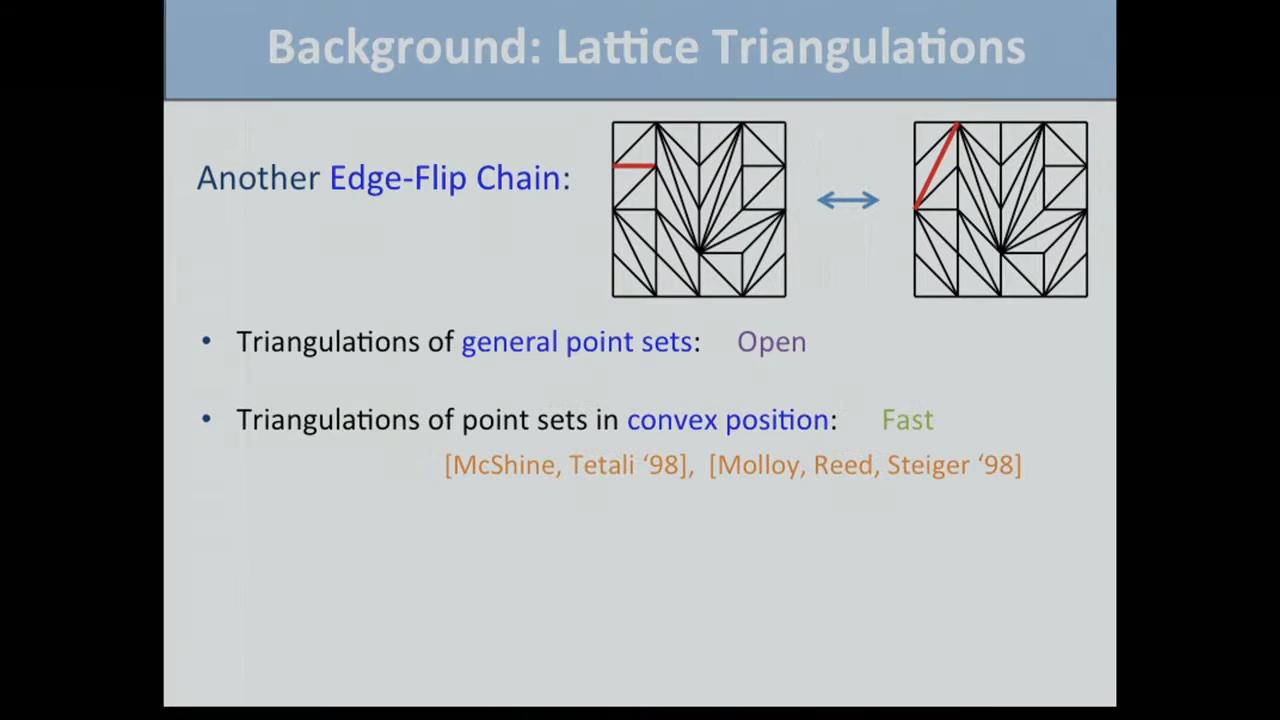 Background: Lattice Triangulations
Another Edge-Flip Chain:
• Triangulations of general point sets: Open
• Triangulations of point sets in convex position: Fast
[McShine, Tetali ‘98], [Molloy, Reed, Steiger ‘98]